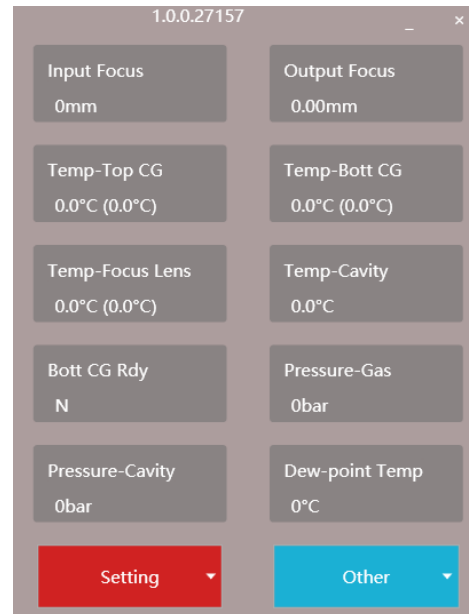 1.0.0.27157
_ ×
Input Focus
0mm
Output Focus
0.00mm
Temp-Top CG
0.0°C (0.0°C)
Temp-Bott CG
0.0°C (0.0°C)
Temp-Focus Lens
0.0°C (0.0°C)
Temp-Cavity
0.0°C
Bott CG Rdy
N
Pressure-Gas
0bar
Pressure-Cavity
0bar
Dew-point Temp
0°C
Setting
Other